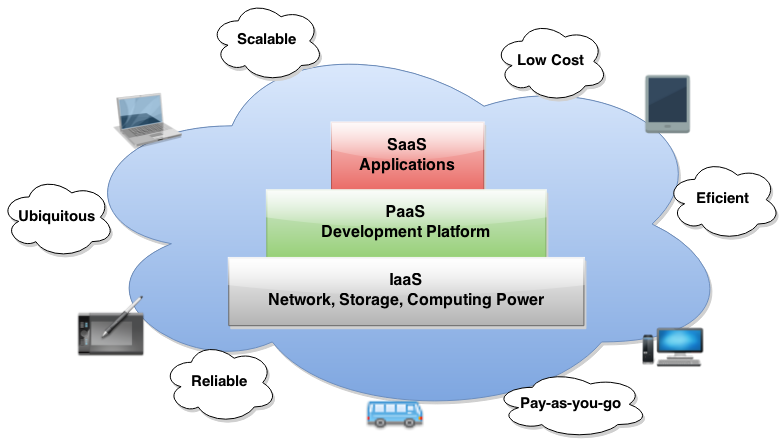 Scalable
Low Cost
SaaS
Applications
Eficient
Ubiquitous
PaaS
Development Platform
IaaS
Network, Storage, Computing Power
Reliable
Pay-as-you-go